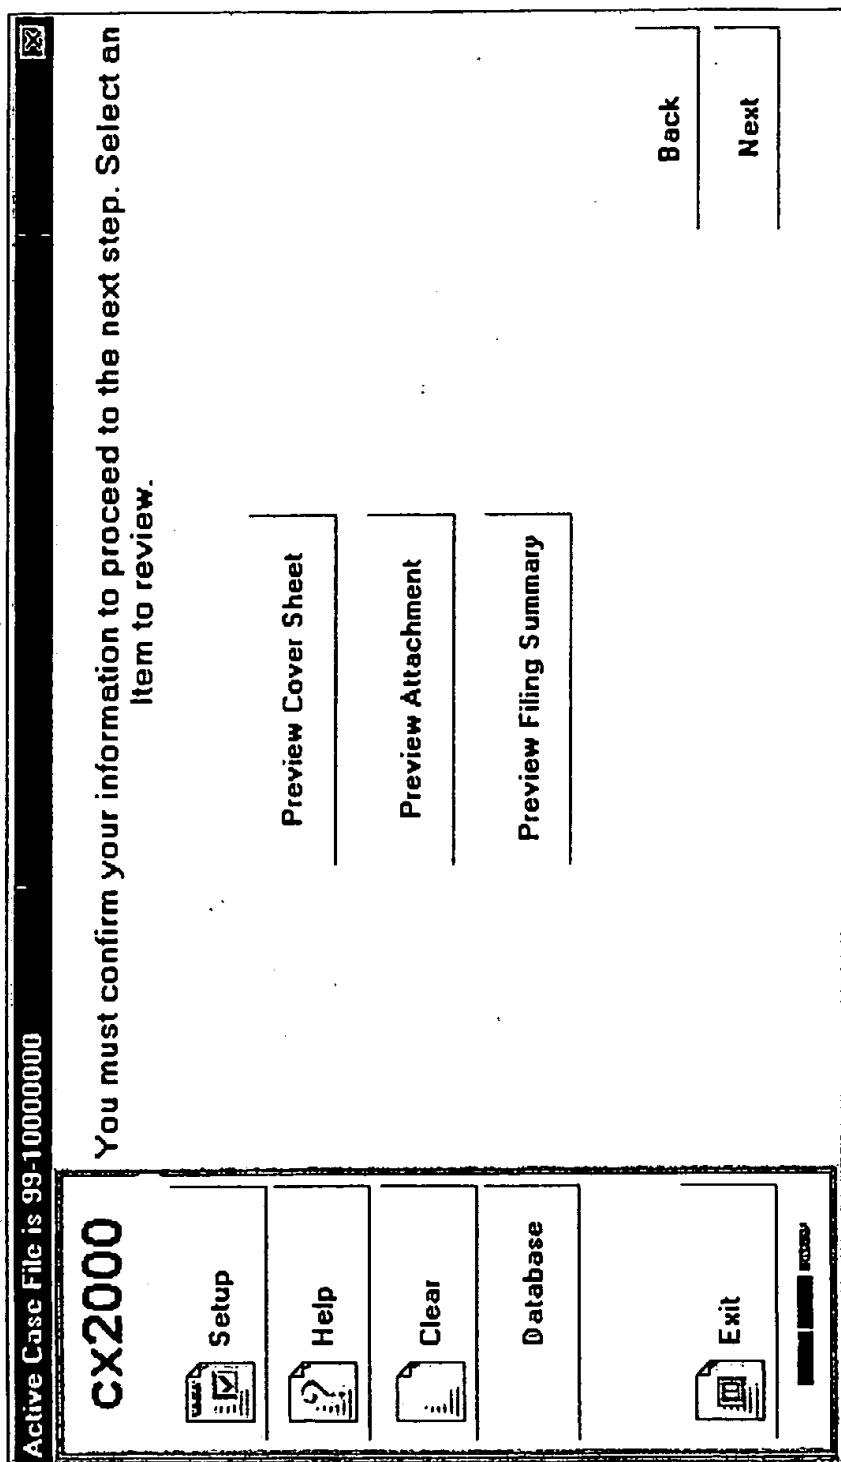 Active Case File is 99-10000000
cx2000
Setup
Help
Clear
Database
Exit
You must confirm your information to proceed to the next step. Select an
Item to review.
Preview Cover Sheet
Preview Attachment
Preview Filing Summary
Back
Next